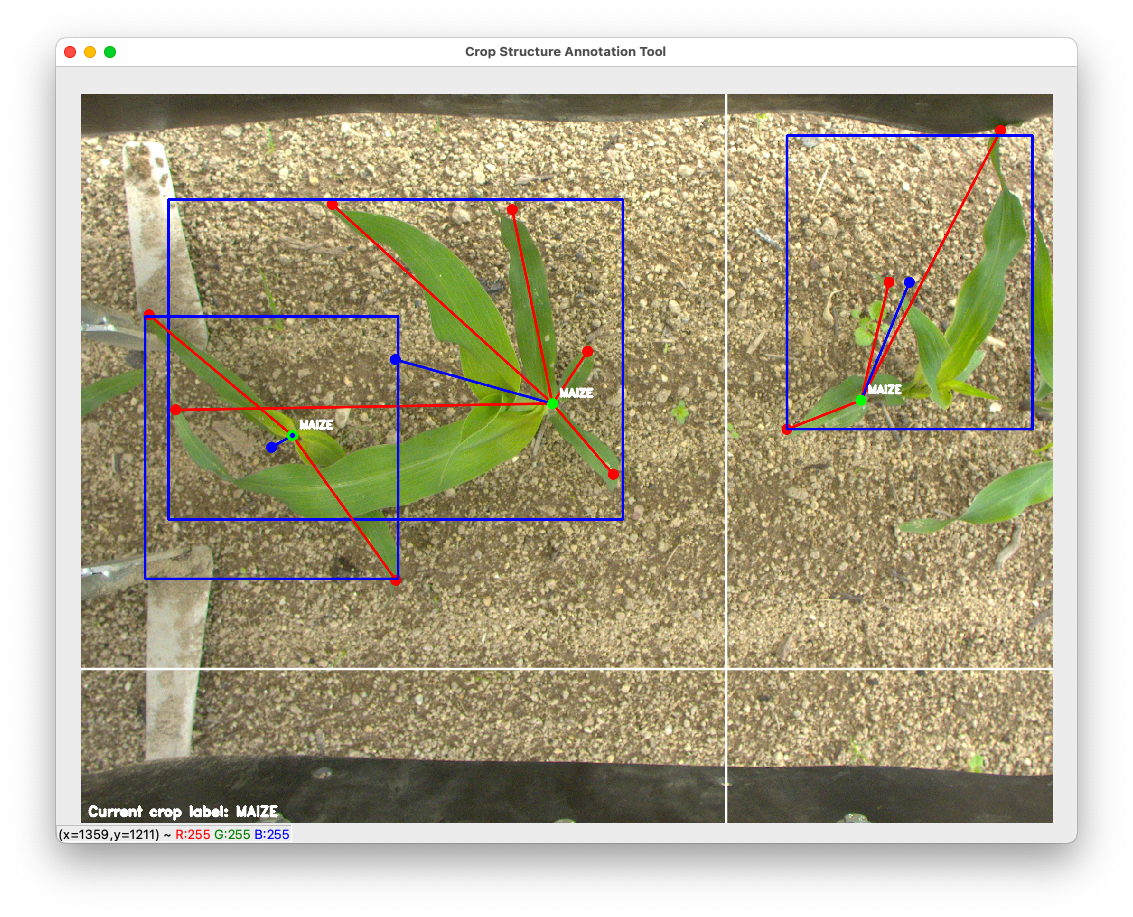 Crop Structure Annotation Tool
MAIZE
MAIZE
MAIZE
Current crop label: MAIZE
(x=1359,y=1211) ~ R:255 G:255 B:255